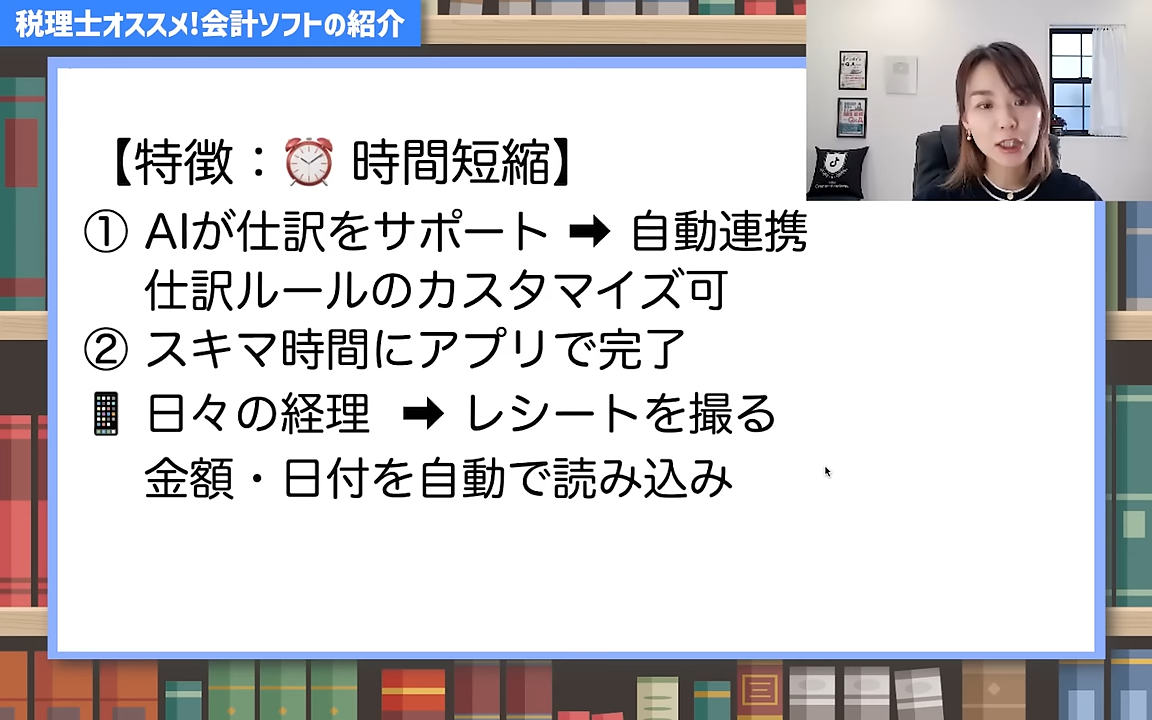 税理士オススメ!会計ソフトの紹介
【特徴：⏰ 時間短縮】
① AIが仕訳をサポート ➡ 自動連携
仕訳ルールのカスタマイズ可
② スキマ時間にアプリで完了
📱 日々の経理 ➡ レシートを撮る
金額・日付を自動で読み込み